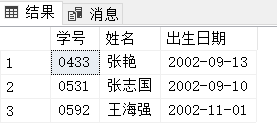 结果 消息
学号 姓名 出生日期
1 0433 张艳 2002-09-13
2 0531 张志国 2002-09-10
3 0592 王海强 2002-11-01